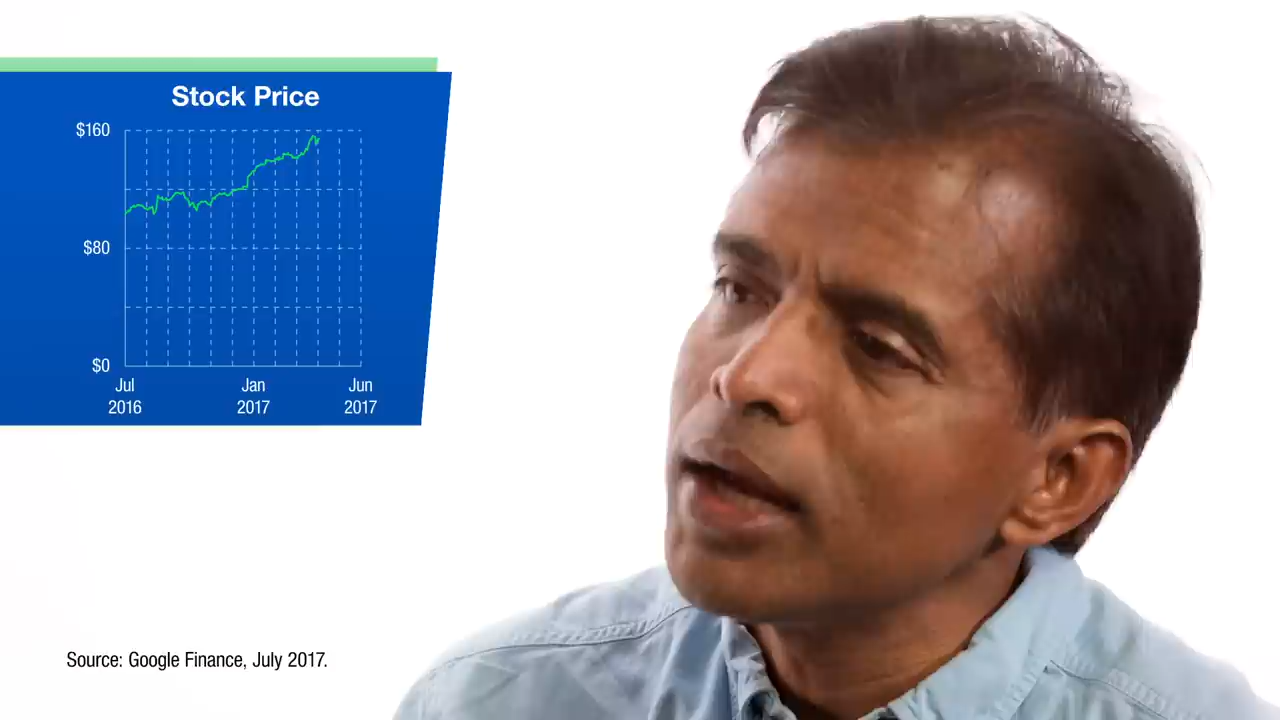 Stock Price
$160
$80
$0
Jul Jan Jun
2016 2017 2017
Source: Google Finance, July 2017.